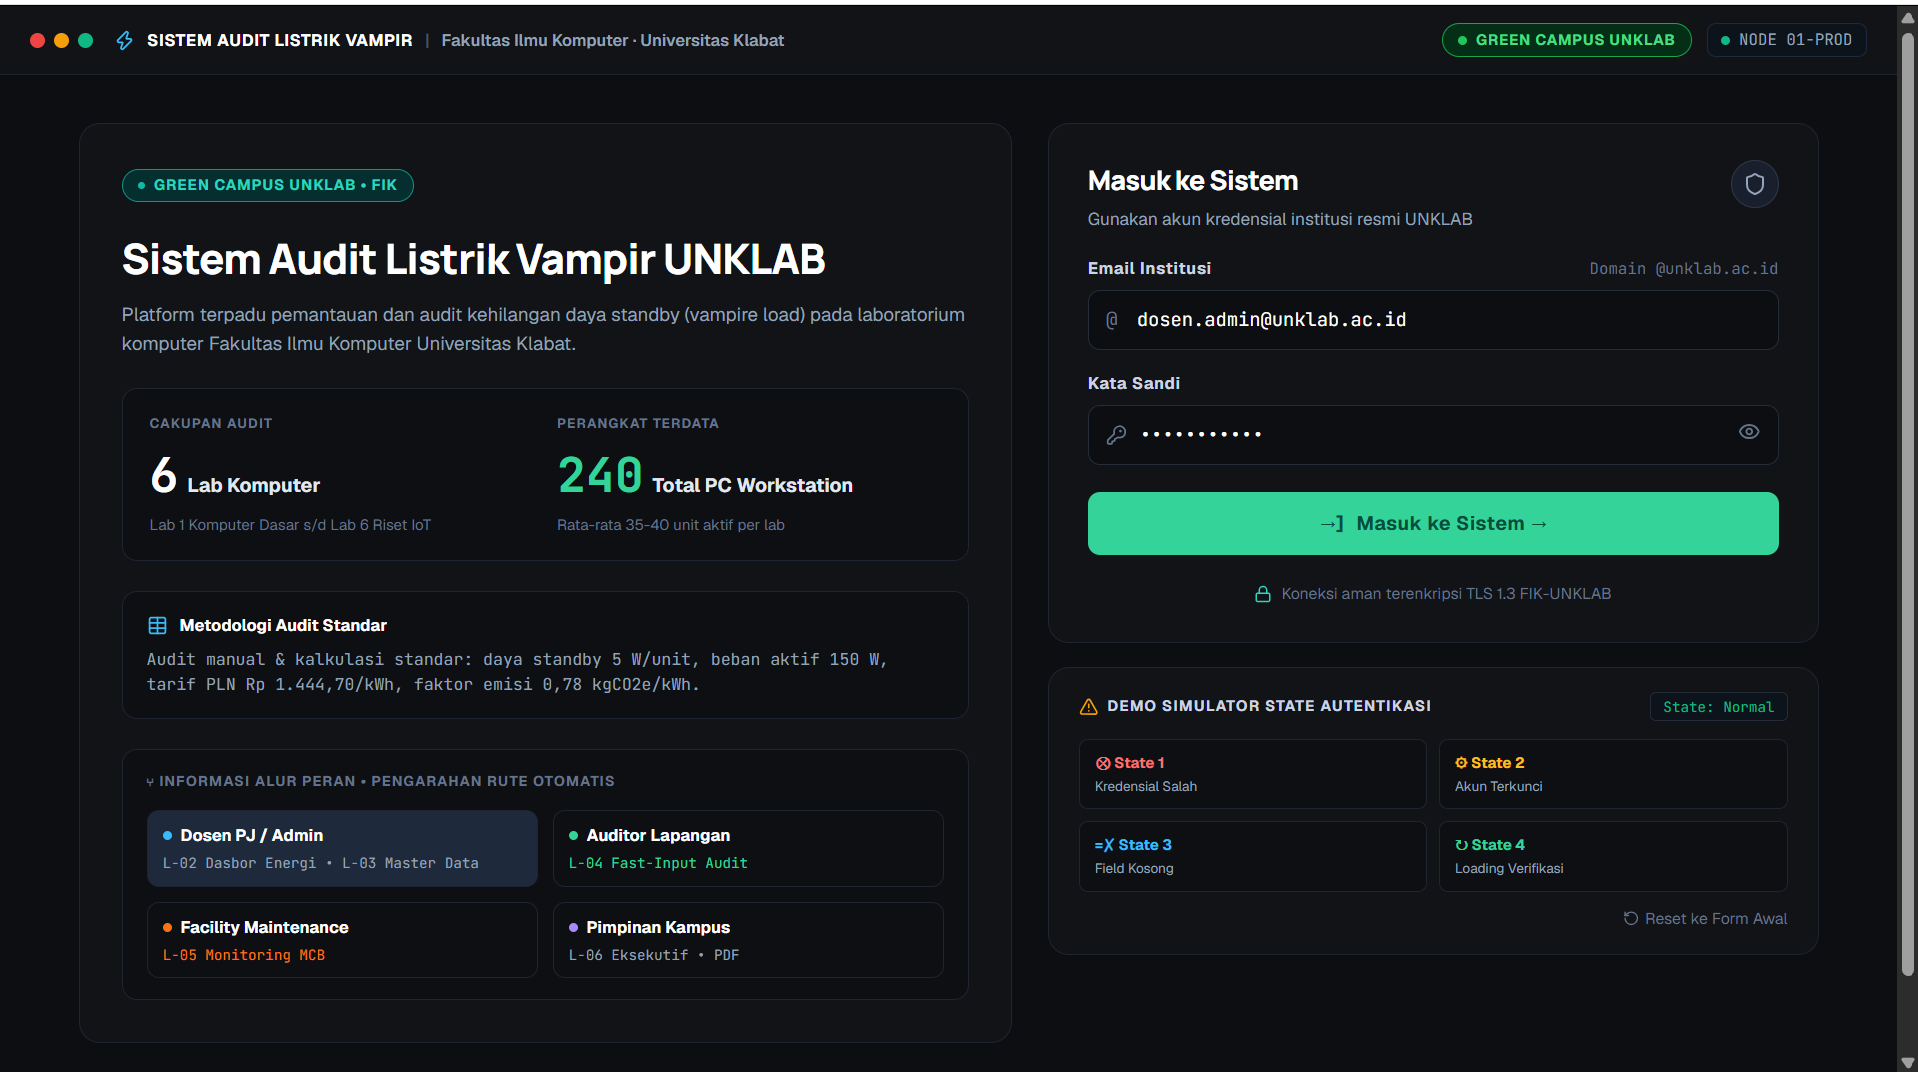 SISTEM AUDIT LISTRIK VAMPIR | Fakultas Ilmu Komputer · Universitas Klabat
GREEN CAMPUS UNKLAB
NODE 01-PROD
GREEN CAMPUS UNKLAB • FIK
Sistem Audit Listrik Vampir UNKLAB
Platform terpadu pemantauan dan audit kehilangan daya standby (vampire load) pada laboratorium
komputer Fakultas Ilmu Komputer Universitas Klabat.
CAKUPAN AUDIT
6 Lab Komputer
Lab 1 Komputer Dasar s/d Lab 6 Riset IoT
PERANGKAT TERDATA
240 Total PC Workstation
Rata-rata 35-40 unit aktif per lab
Metodologi Audit Standar
Audit manual & kalkulasi standar: daya standby 5 W/unit, beban aktif 150 W,
tarif PLN Rp 1.444,70/kWh, faktor emisi 0,78 kgCO2e/kWh.
INFORMASI ALUR PERAN • PENGARAHAN RUTE OTOMATIS
Dosen PJ / Admin
L-02 Dasbor Energi • L-03 Master Data
Auditor Lapangan
L-04 Fast-Input Audit
Facility Maintenance
L-05 Monitoring MCB
Pimpinan Kampus
L-06 Eksekutif • PDF
Masuk ke Sistem
Gunakan akun kredensial institusi resmi UNKLAB
Email Institusi
Domain @unklab.ac.id
@ dosen.admin@unklab.ac.id
Kata Sandi
•••••••••••
→] Masuk ke Sistem →
Koneksi aman terenkripsi TLS 1.3 FIK-UNKLAB
DEMO SIMULATOR STATE AUTENTIKASI
State: Normal
State 1
Kredensial Salah
State 2
Akun Terkunci
State 3
Field Kosong
State 4
Loading Verifikasi
Reset ke Form Awal